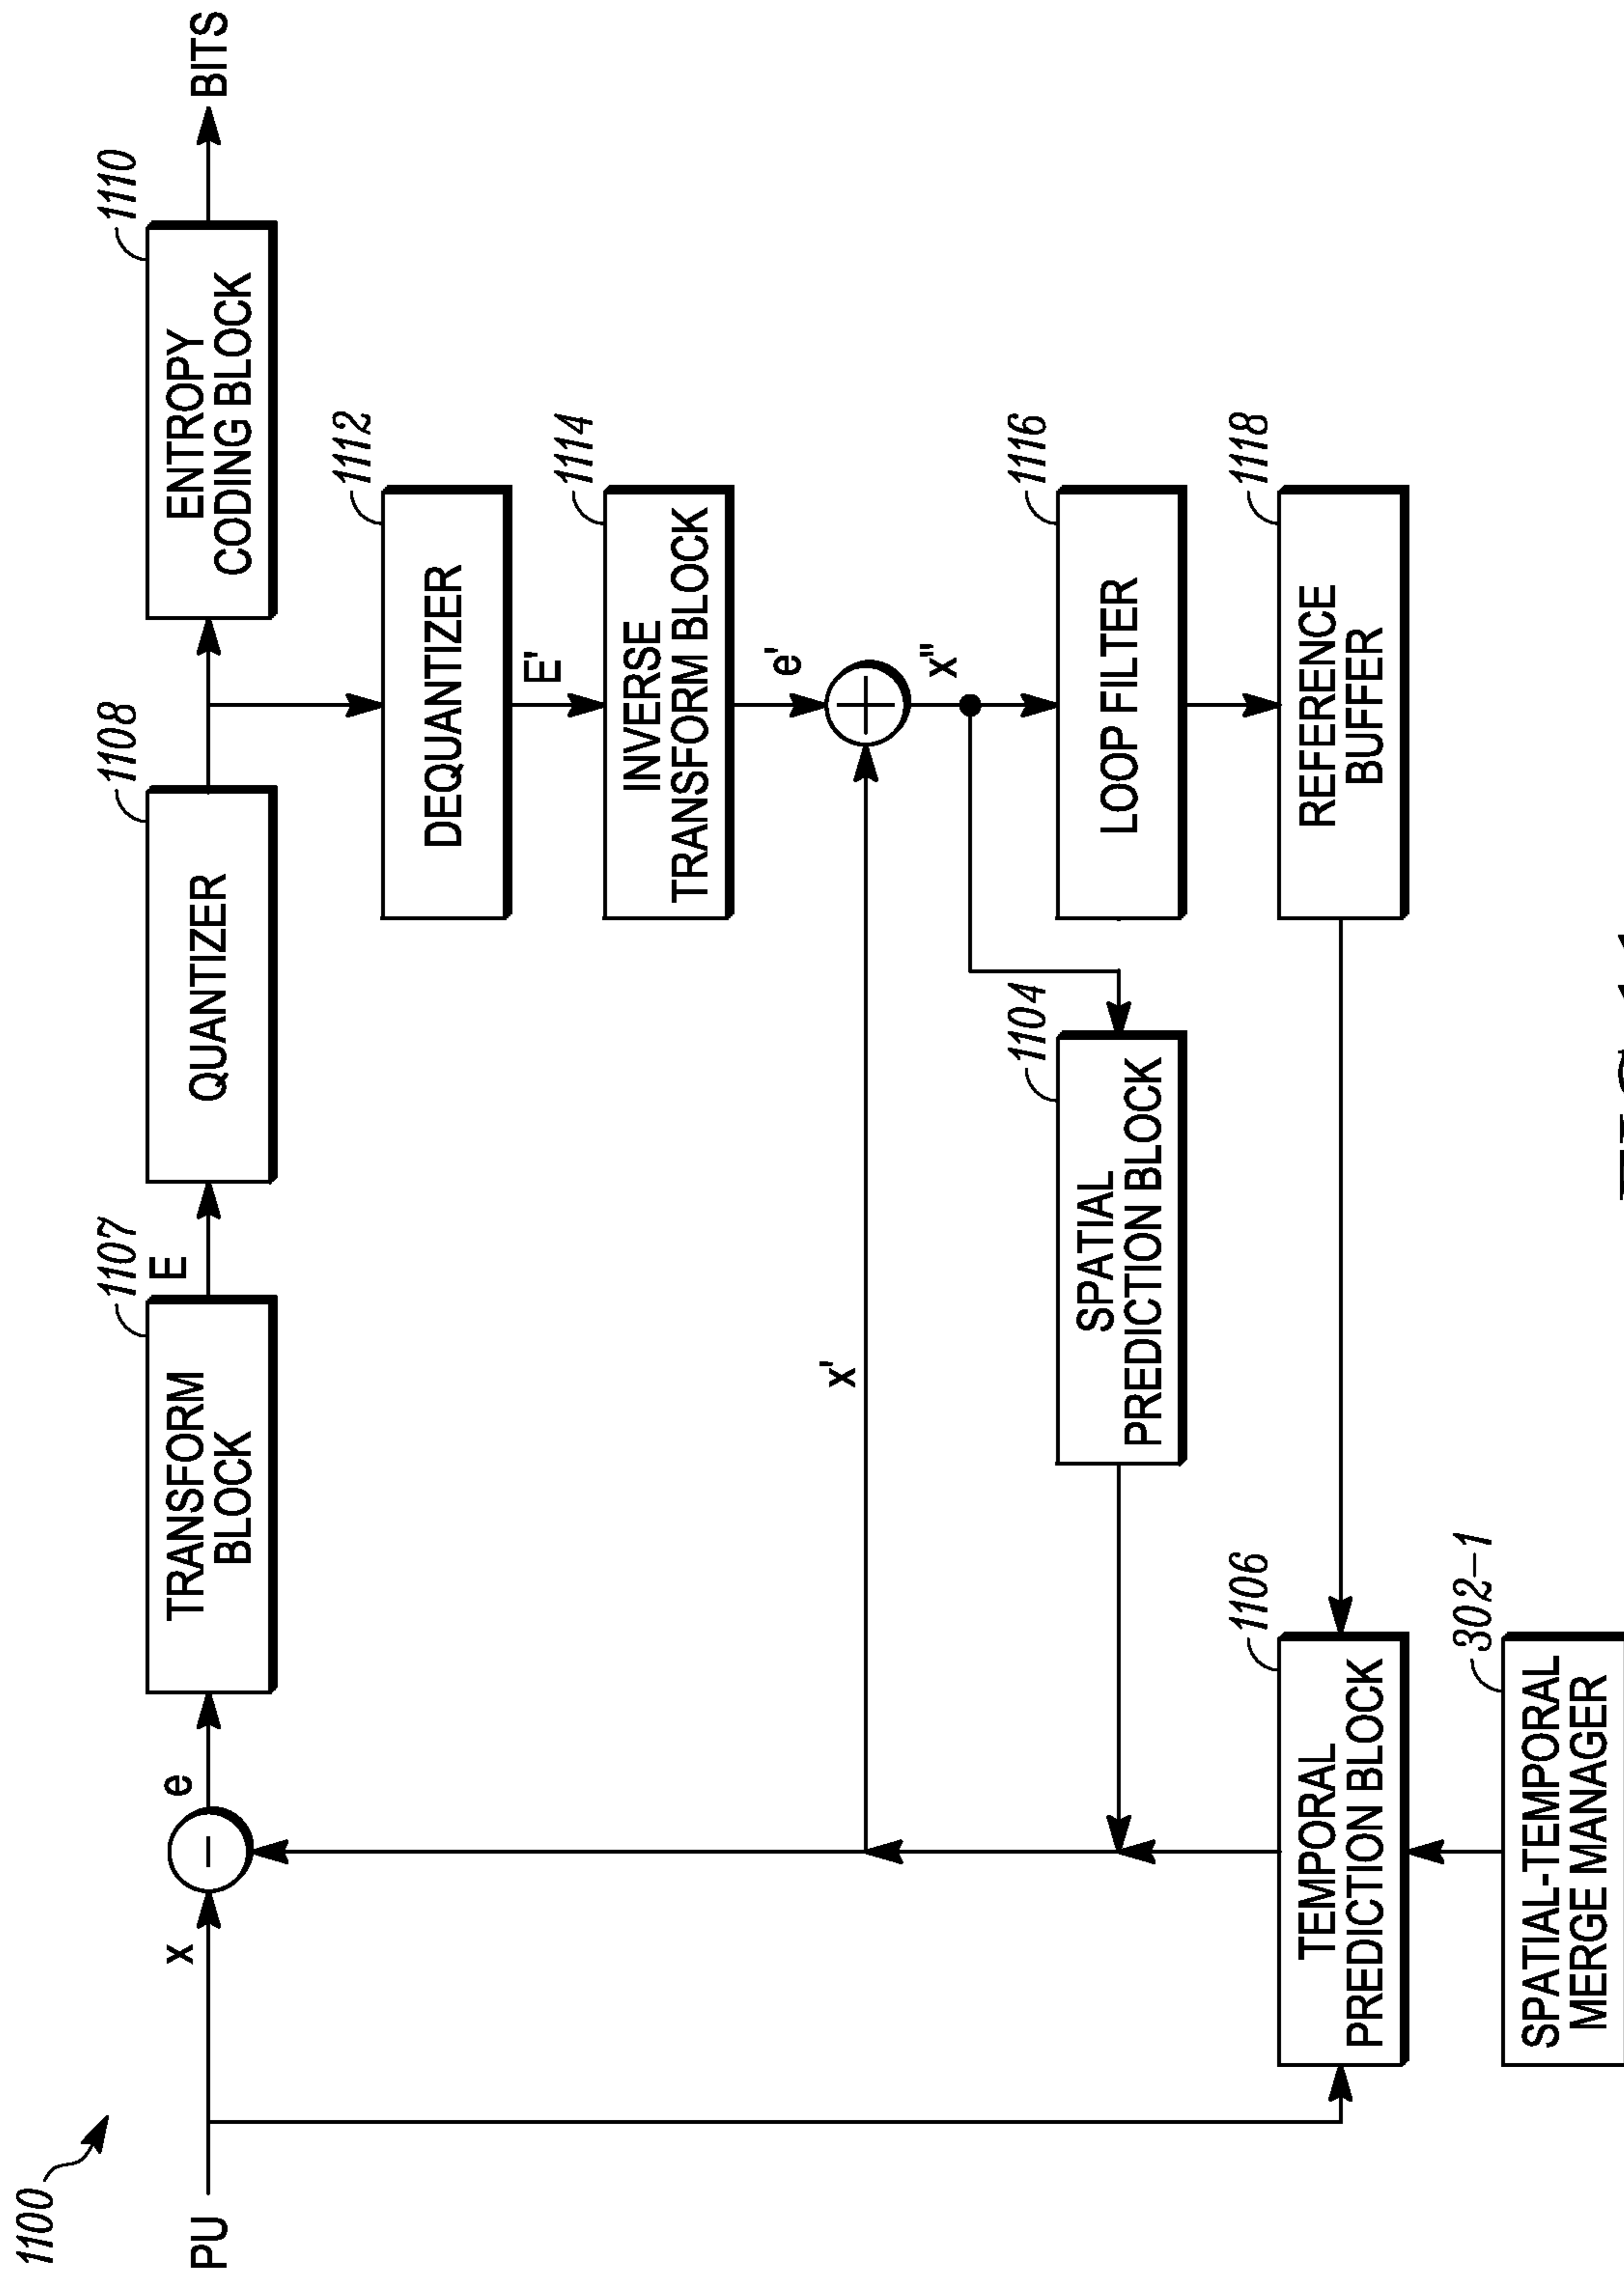 1100
PU
x
e
TRANSFORM
BLOCK
1107
E
QUANTIZER
1108
ENTROPY
CODING BLOCK
1110
BITS
DEQUANTIZER
1112
E'
INVERSE
TRANSFORM BLOCK
1114
e'
x'
x"
SPATIAL
PREDICTION BLOCK
1104
LOOP FILTER
1116
TEMPORAL
PREDICTION BLOCK
1106
REFERENCE
BUFFER
1118
SPATIAL-TEMPORAL
MERGE MANAGER
302-1